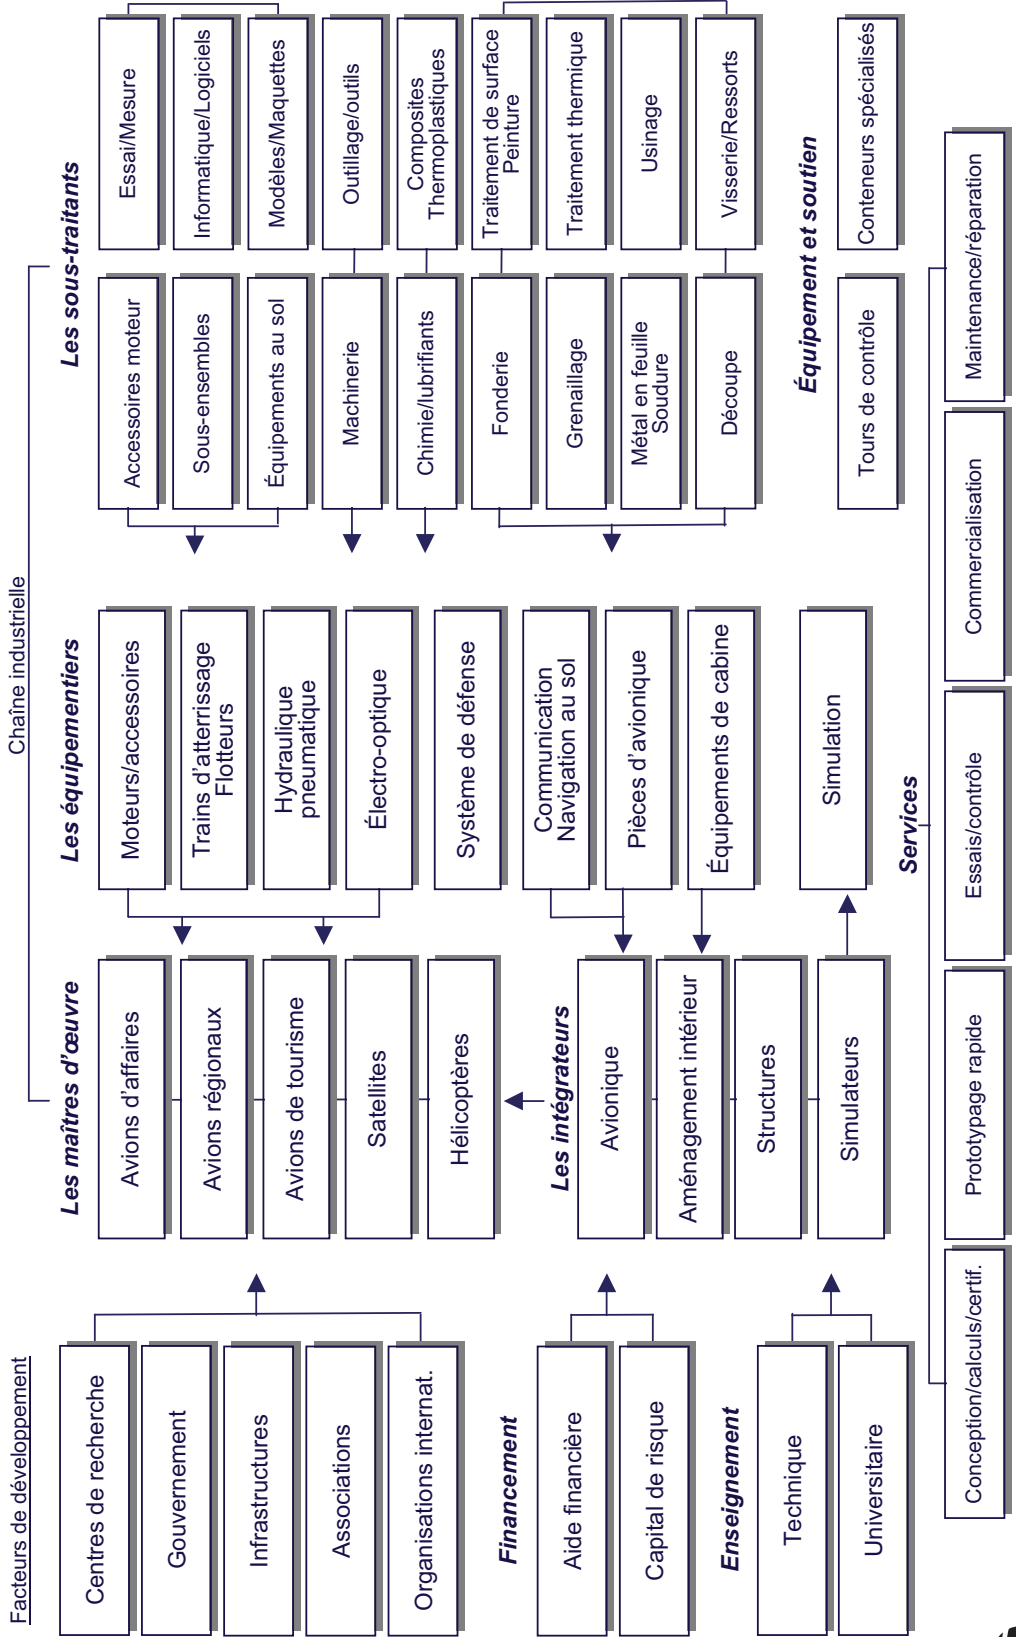 Chaîne industrielle
Facteurs de développement
Centres de recherche
Gouvernement
Infrastructures
Associations
Organisations internat.
Financement
Aide financière
Capital de risque
Enseignement
Technique
Universitaire
Les maîtres d'œuvre
Avions d'affaires
Avions régionaux
Avions de tourisme
Satellites
Hélicoptères
Les intégrateurs
Avionique
Aménagement intérieur
Structures
Simulateurs
Les équipementiers
Moteurs/accessoires
Trains d'atterrissage
Flotteurs
Hydraulique
pneumatique
Électro-optique
Système de défense
Communication
Navigation au sol
Pièces d'avionique
Équipements de cabine
Simulation
Les sous-traitants
Accessoires moteur
Sous-ensembles
Équipements au sol
Machinerie
Chimie/lubrifiants
Fonderie
Grenaillage
Métal en feuille
Soudure
Découpe
Essai/Mesure
Informatique/Logiciels
Modèles/Maquettes
Outillage/outils
Composites
Thermoplastiques
Traitement de surface
Peinture
Traitement thermique
Usinage
Visserie/Ressorts
Équipement et soutien
Tours de contrôle
Conteneurs spécialisés
Services
Conception/calculs/certif.
Prototypage rapide
Essais/contrôle
Commercialisation
Maintenance/réparation